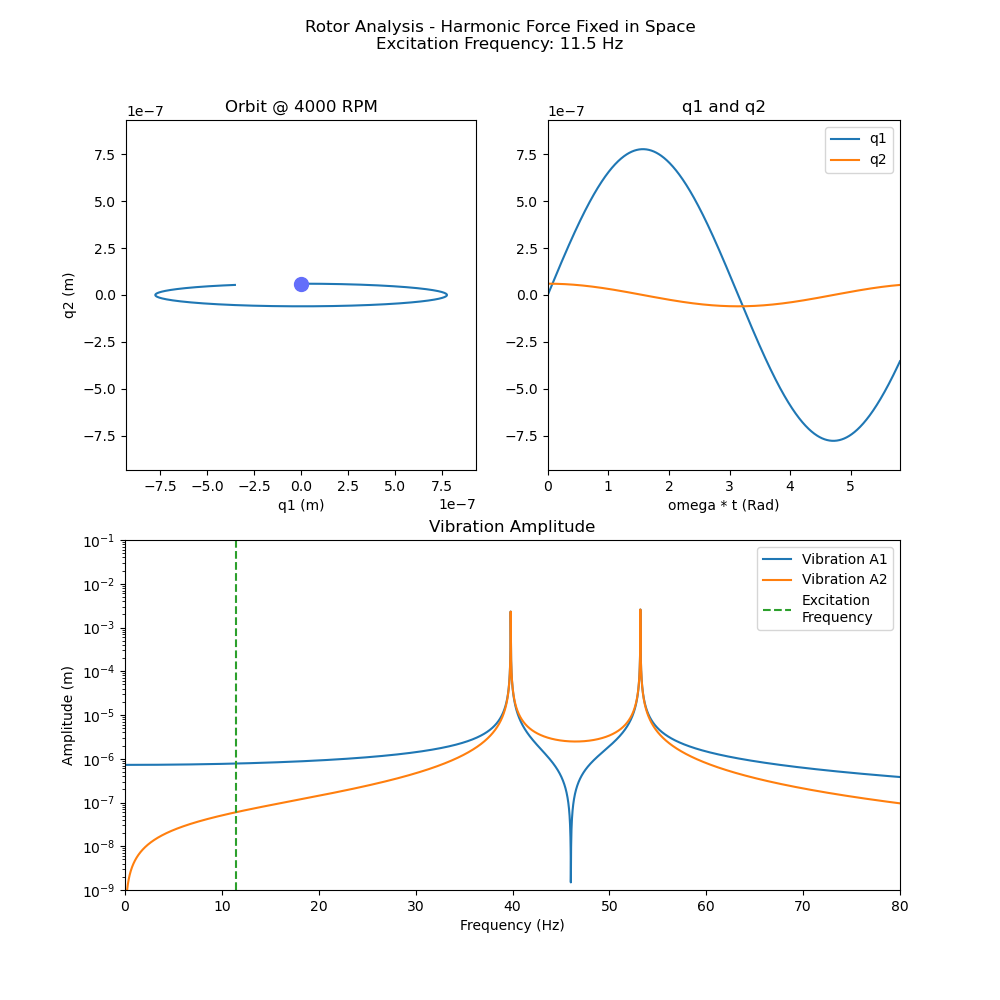 Rotor Analysis - Harmonic Force Fixed in Space
Excitation Frequency: 11.5 Hz
Orbit @ 4000 RPM
1e−7
7.5
5.0
2.5
0.0
−2.5
−5.0
−7.5
q2 (m)
−7.5 −5.0 −2.5 0.0 2.5 5.0 7.5
1e−7
q1 (m)
q1 and q2
1e−7
q1
q2
7.5
5.0
2.5
0.0
−2.5
−5.0
−7.5
0 1 2 3 4 5
omega * t (Rad)
Vibration Amplitude
Vibration A1
Vibration A2
Excitation
Frequency
10⁻¹
10⁻²
10⁻³
10⁻⁴
10⁻⁵
10⁻⁶
10⁻⁷
10⁻⁸
10⁻⁹
Amplitude (m)
0 10 20 30 40 50 60 70 80
Frequency (Hz)